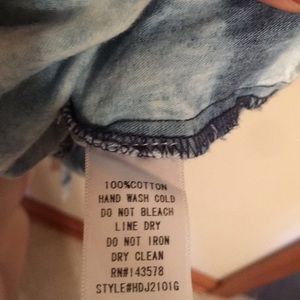 100%COTTON
HAND WASH COLD
DO NOT BLEACH
LINE DRY
DO NOT IRON
DRY CLEAN
RN#143578
STYLE#HDJ2101G